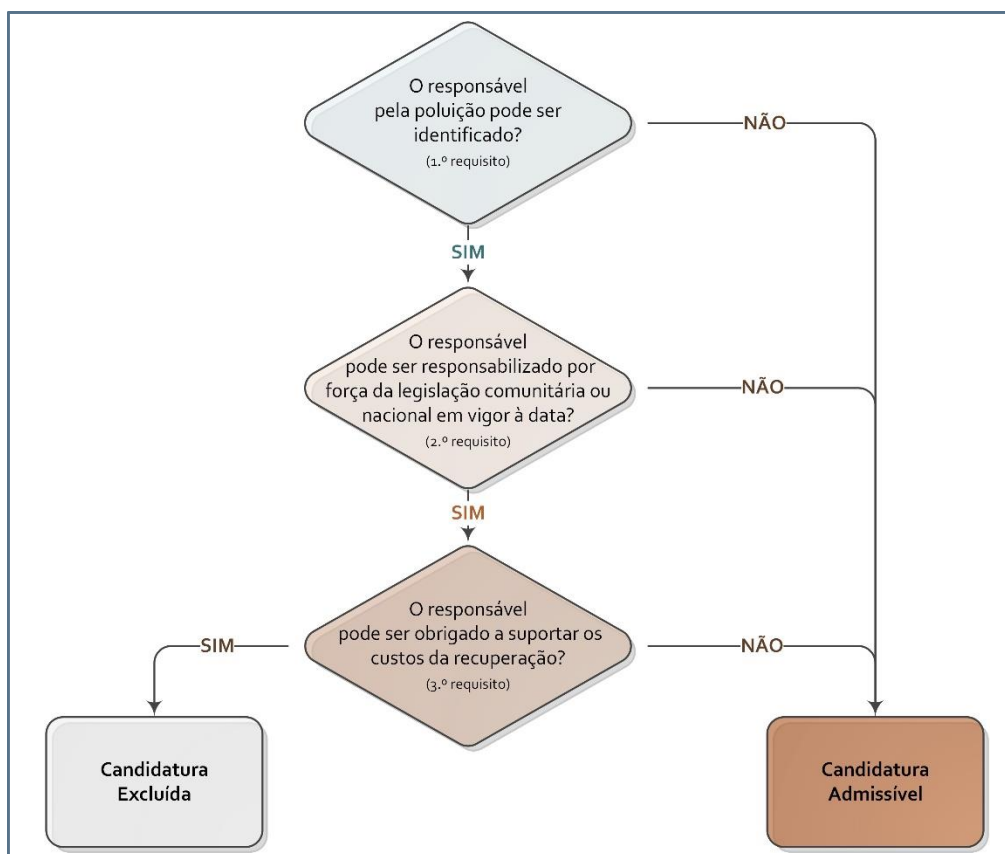 O responsável
pela poluição pode ser
identificado?
(1.º requisito)
NÃO
SIM
O responsável
pode ser responsabilizado por
força da legislação comunitária ou
nacional em vigor à data?
(2.º requisito)
NÃO
SIM
O responsável
pode ser obrigado a suportar os
custos da recuperação?
(3.º requisito)
SIM
NÃO
Candidatura
Excluída
Candidatura
Admissível